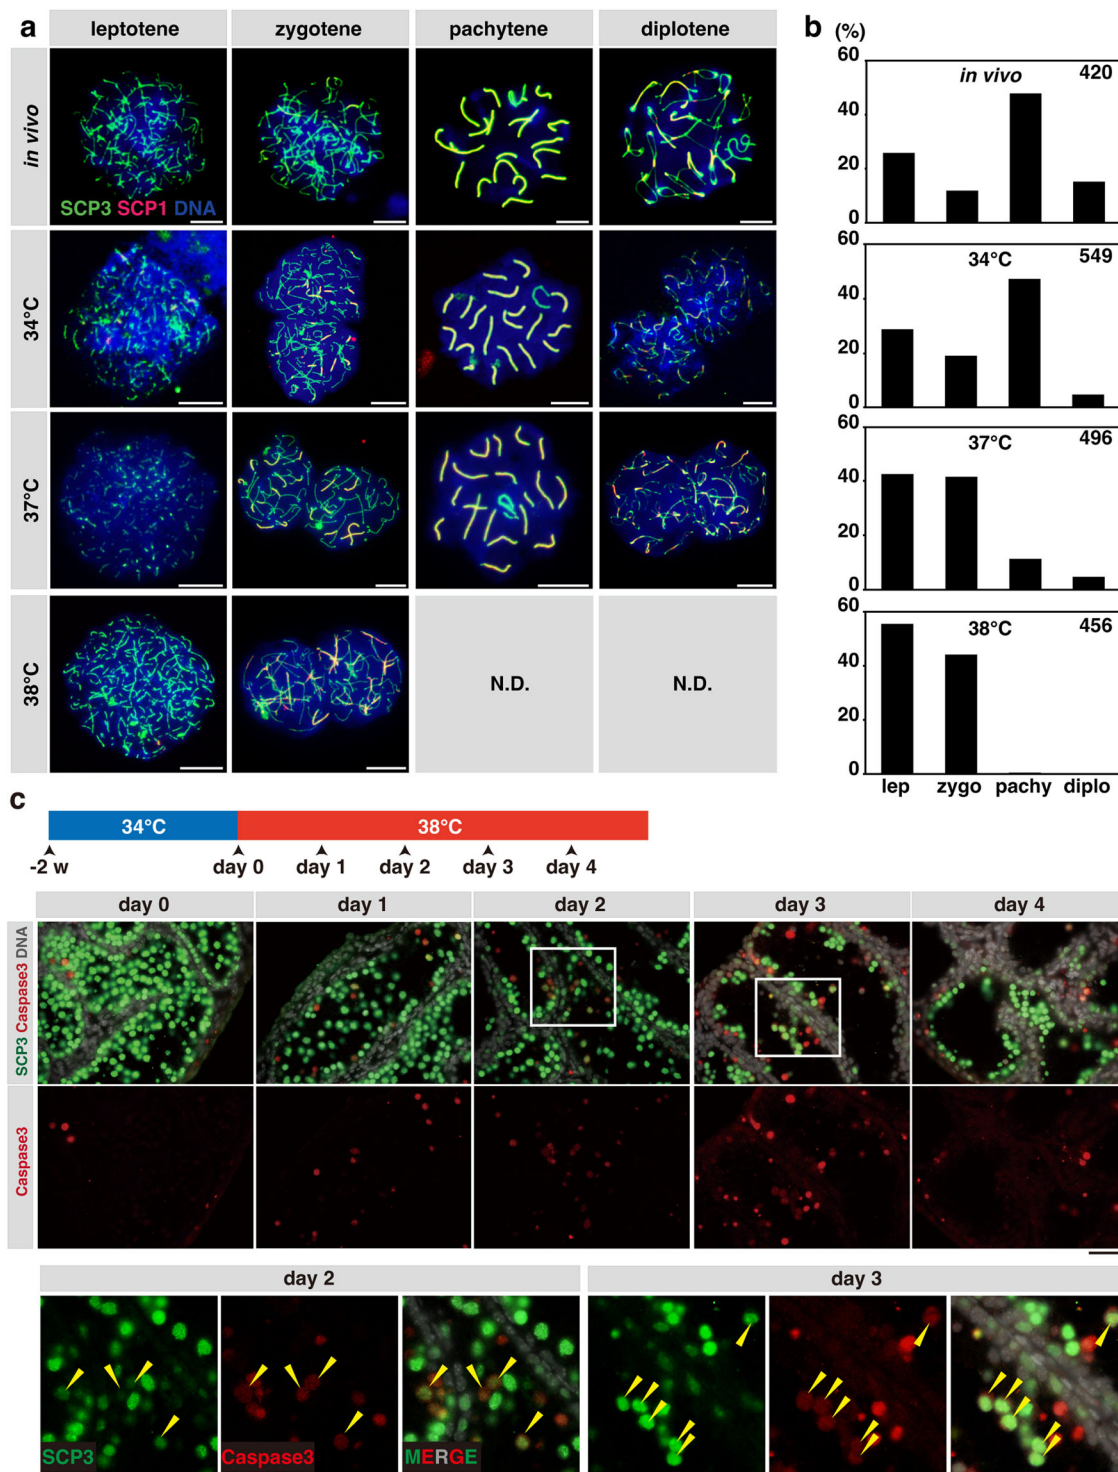 a
leptotene
zygotene
pachytene
diplotene
in vivo
SCP3 SCP1 DNA
34°C
37°C
38°C
N.D.
N.D.
b
(%)
60
40
20
0
in vivo
420
60
40
20
0
34°C
549
60
40
20
0
37°C
496
60
40
20
0
38°C
456
lep
zygo
pachy
diplo
c
34°C
38°C
-2 w
day 0
day 1
day 2
day 3
day 4
day 0
day 1
day 2
day 3
day 4
SCP3 Caspase3 DNA
Caspase3
day 2
day 3
SCP3
Caspase3
MERGE